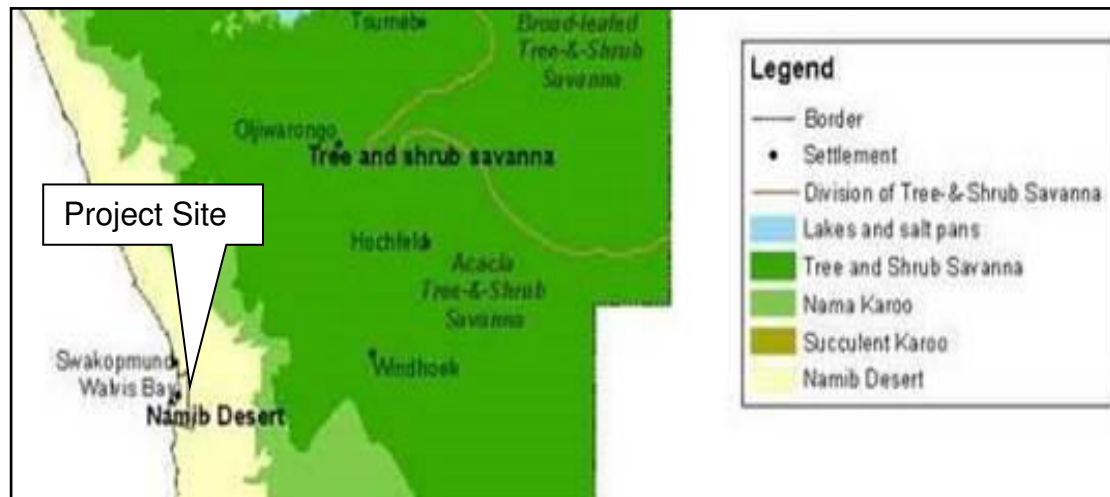 Tsumeb
Broad-leafed
Tree-&-Shrub
Savanna
Otjiwarongo
Tree and shrub savanna
Project Site
Hochfeld
Acacia
Tree-&-Shrub
Savanna
Swakopmund
Windhoek
Walvis Bay
Namib Desert
Legend
Border
Settlement
Division of Tree-&-Shrub Savanna
Lakes and salt pans
Tree and Shrub Savanna
Nama Karoo
Succulent Karoo
Namib Desert